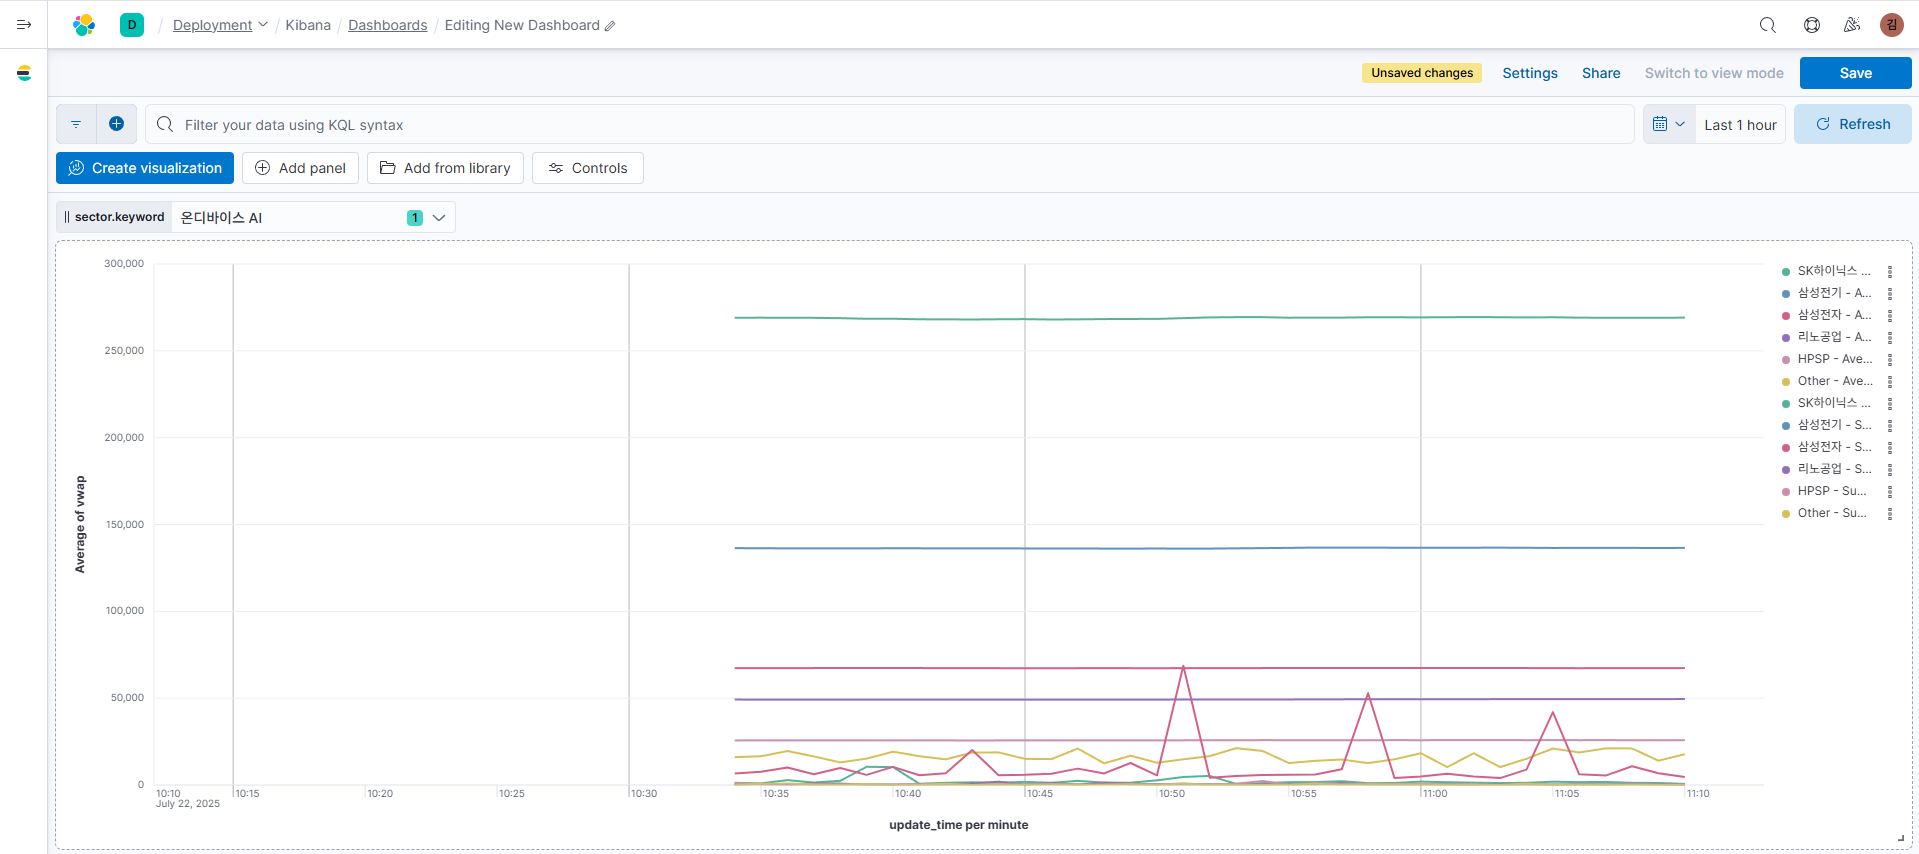 D / Deployment / Kibana / Dashboards / Editing New Dashboard 김
Unsaved changes Settings Share Switch to view mode Save
Filter your data using KQL syntax Last 1 hour Refresh
Create visualization Add panel Add from library Controls
sector.keyword 온디바이스 AI 1
Average of vwap
300,000
250,000
200,000
150,000
100,000
50,000
0
10:10 10:15 10:20 10:25 10:30 10:35 10:40 10:45 10:50 10:55 11:00 11:05 11:10
July 22, 2025
update_time per minute
SK하이닉스 ...
삼성전기 - A...
삼성전자 - A...
리노공업 - A...
HPSP - Ave...
Other - Ave...
SK하이닉스 ...
삼성전기 - S...
삼성전자 - S...
리노공업 - S...
HPSP - Su...
Other - Su...